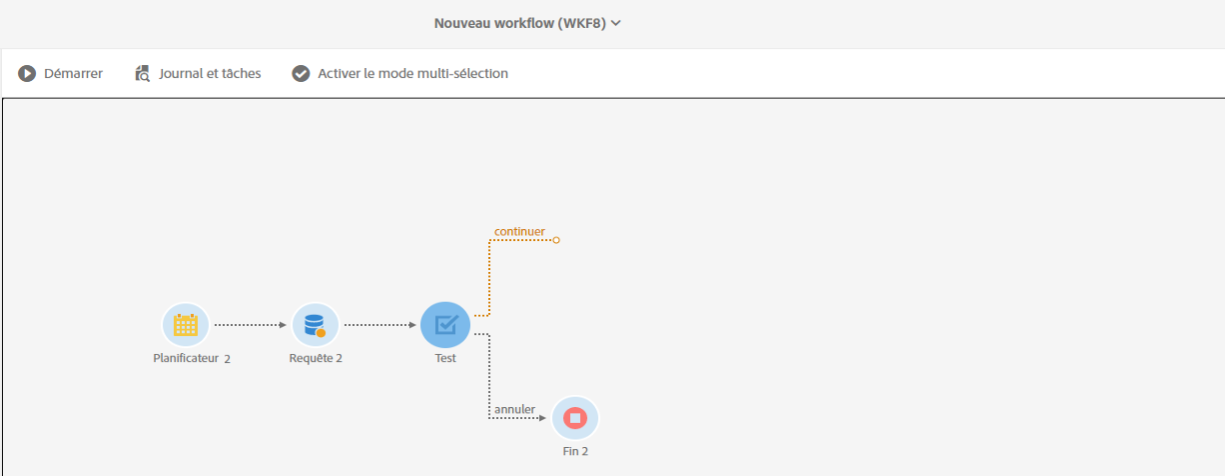 Nouveau workflow (WKF8)
Démarrer Journal et tâches Activer le mode multi-sélection
continuer
Planificateur 2 Requête 2 Test
annuler
Fin 2